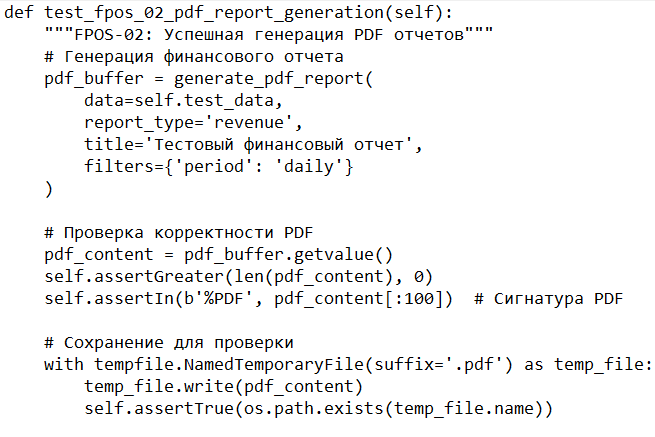 def test_fpos_02_pdf_report_generation(self):
    """FPOS-02: Успешная генерация PDF отчетов"""
    # Генерация финансового отчета
    pdf_buffer = generate_pdf_report(
        data=self.test_data,
        report_type='revenue',
        title='Тестовый финансовый отчет',
        filters={'period': 'daily'}
    )

    # Проверка корректности PDF
    pdf_content = pdf_buffer.getvalue()
    self.assertGreater(len(pdf_content), 0)
    self.assertIn(b'%PDF', pdf_content[:100])  # Сигнатура PDF

    # Сохранение для проверки
    with tempfile.NamedTemporaryFile(suffix='.pdf') as temp_file:
        temp_file.write(pdf_content)
        self.assertTrue(os.path.exists(temp_file.name))